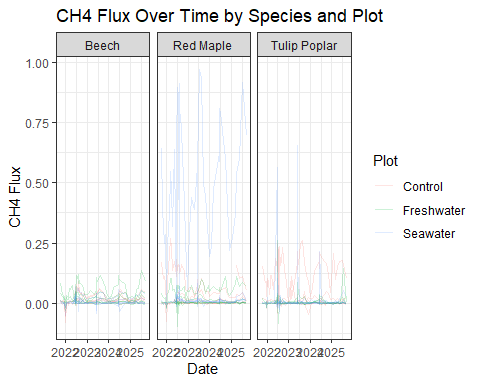 CH4 Flux Over Time by Species and Plot
Beech
Red Maple
Tulip Poplar
1.00
0.75
0.50
0.25
0.00
CH4 Flux
2022 2023 2024 2025
2022 2023 2024 2025
2022 2023 2024 2025
Date
Plot
Control
Freshwater
Seawater